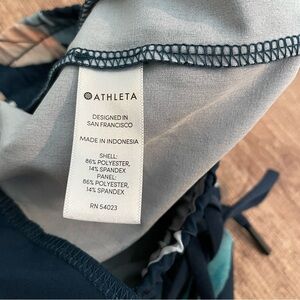 ATHLETA
DESIGNED IN
SAN FRANCISCO
MADE IN INDONESIA
SHELL:
86% POLYESTER,
14% SPANDEX
PANEL:
86% POLYESTER,
14% SPANDEX
RN 54023